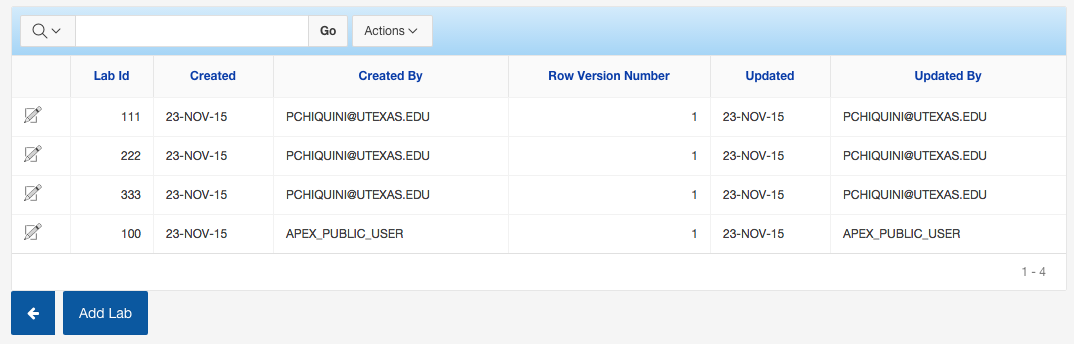 Go Actions
Lab Id Created Created By Row Version Number Updated Updated By
111 23-NOV-15 PCHIQUINI@UTEXAS.EDU 1 23-NOV-15 PCHIQUINI@UTEXAS.EDU
222 23-NOV-15 PCHIQUINI@UTEXAS.EDU 1 23-NOV-15 PCHIQUINI@UTEXAS.EDU
333 23-NOV-15 PCHIQUINI@UTEXAS.EDU 1 23-NOV-15 PCHIQUINI@UTEXAS.EDU
100 23-NOV-15 APEX_PUBLIC_USER 1 23-NOV-15 APEX_PUBLIC_USER
1 - 4
Add Lab